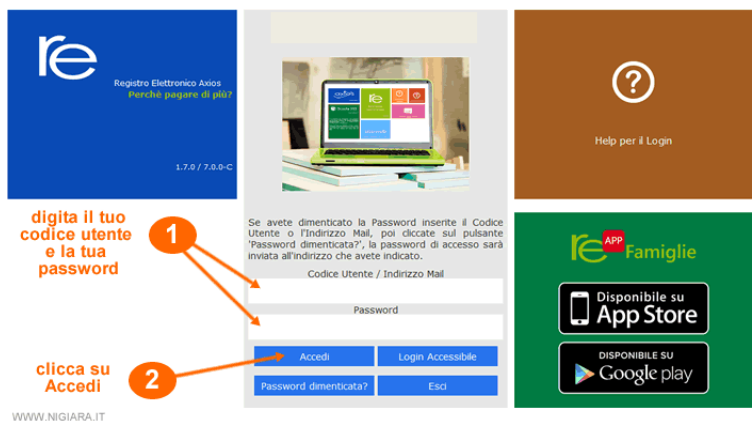 re
Registro Elettronico Axios
Perchè pagare di più?
1.7.0 / 7.0.0-C
digita il tuo
codice utente
e la tua
password
1
Se avete dimenticato la Password inserite il Codice
Utente o l'Indirizzo Mail, poi cliccate sul pulsante
'Password dimenticata?', la password di accesso sarà
inviata all'indirizzo che avete indicato.
Codice Utente / Indirizzo Mail
Password
clicca su
Accedi
2
Accedi
Login Accessibile
Password dimenticata?
Esci
?
Help per il Login
re APP Famiglie
Disponibile su
App Store
DISPONIBILE SU
Google play
WWW.NIGIARA.IT